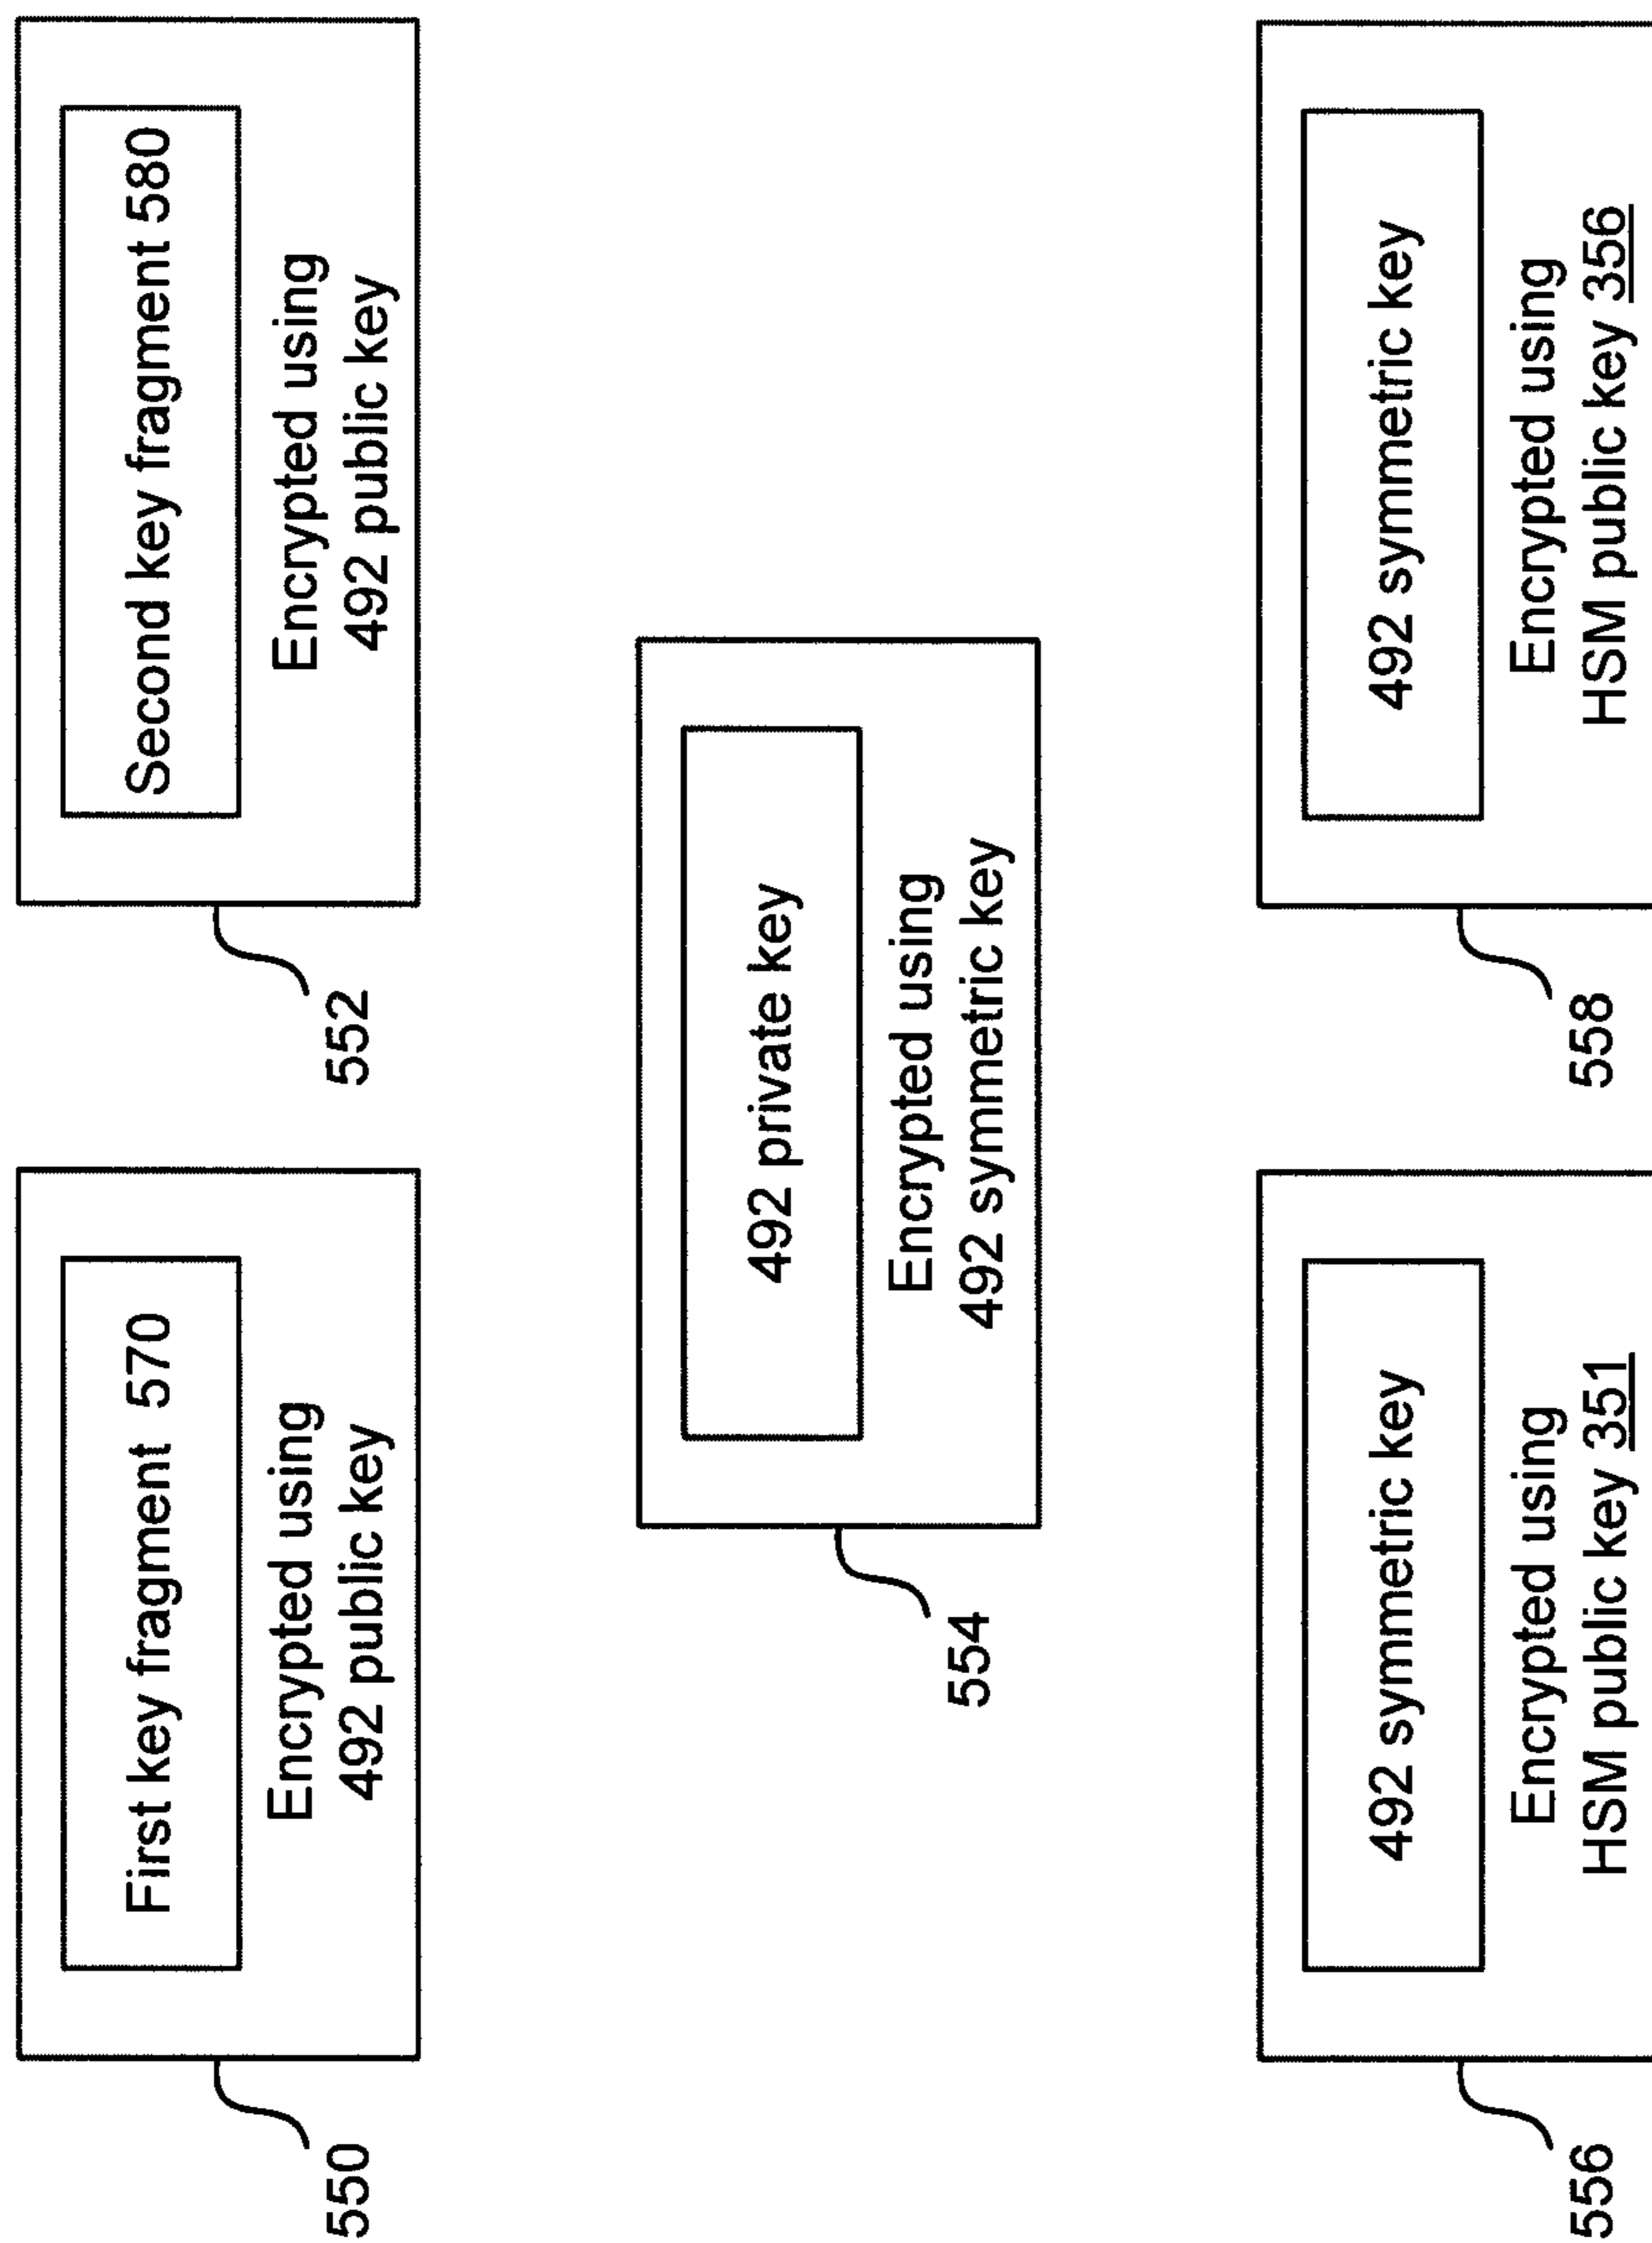 First key fragment 570
Encrypted using
492 public key
550
Second key fragment 580
Encrypted using
492 public key
552
492 private key
Encrypted using
492 symmetric key
554
492 symmetric key
Encrypted using
HSM public key 351
556
492 symmetric key
Encrypted using
HSM public key 356
558